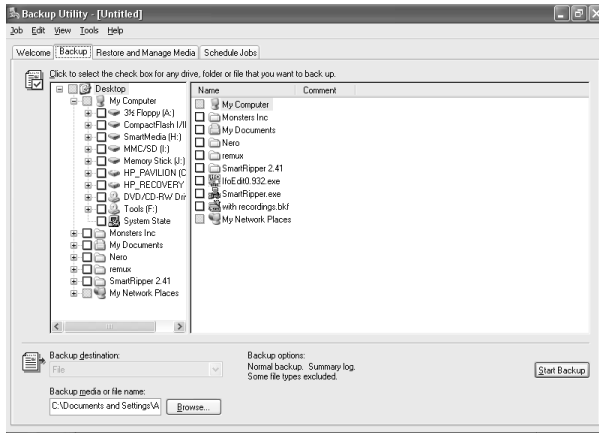 Backup Utility - [Untitled]
Job Edit View Tools Help
Welcome Backup Restore and Manage Media Schedule Jobs
Click to select the check box for any drive, folder or file that you want to back up.
Desktop
My Computer
3½ Floppy (A:)
CompactFlash I/II
SmartMedia (H:)
MMC/SD (I:)
Memory Stick (J:)
HP_PAVILION (C
HP_RECOVERY
DVD/CD-RW Dri
Tools (F:)
System State
Monsters Inc
My Documents
Nero
remux
SmartRipper 2.41
My Network Places
Name Comment
My Computer
Monsters Inc
My Documents
Nero
remux
SmartRipper 2.41
IfoEdit0.932.exe
SmartRipper.exe
with recordings.bkf
My Network Places
Backup destination:
File
Backup media or file name:
C:\Documents and Settings\A Browse...
Backup options:
Normal backup. Summary log.
Some file types excluded.
Start Backup